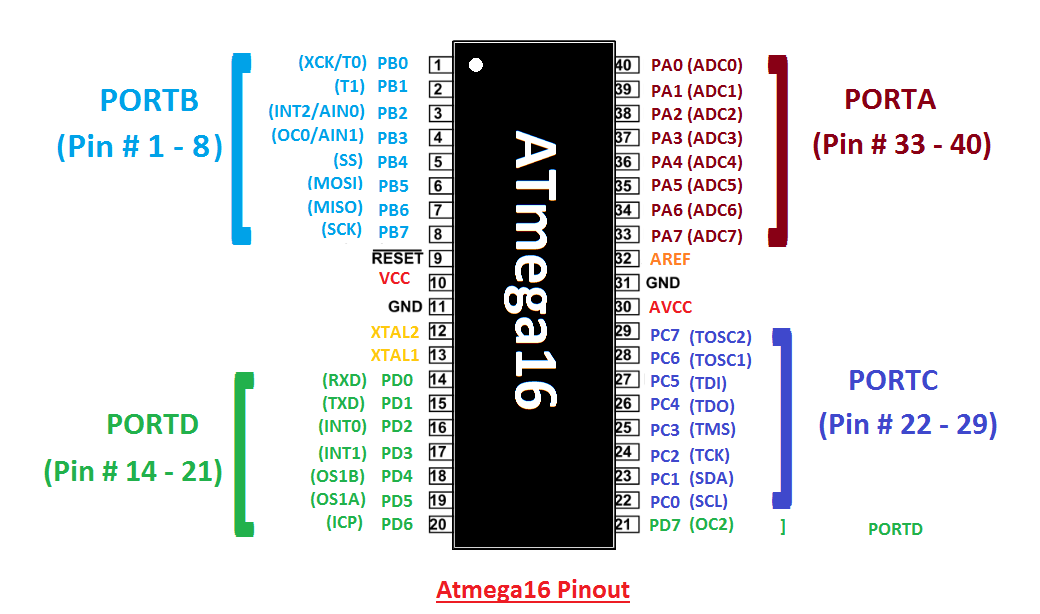 (XCK/T0) PB0 1
(T1) PB1 2
(INT2/AIN0) PB2 3
(OC0/AIN1) PB3 4
(SS) PB4 5
(MOSI) PB5 6
(MISO) PB6 7
(SCK) PB7 8
RESET 9
VCC 10
GND 11
XTAL2 12
XTAL1 13
(RXD) PD0 14
(TXD) PD1 15
(INT0) PD2 16
(INT1) PD3 17
(OS1B) PD4 18
(OS1A) PD5 19
(ICP) PD6 20
PORTB
(Pin # 1 - 8)
PORTD
(Pin # 14 - 21)
ATmega16
40 PA0 (ADC0)
39 PA1 (ADC1)
38 PA2 (ADC2)
37 PA3 (ADC3)
36 PA4 (ADC4)
35 PA5 (ADC5)
34 PA6 (ADC6)
33 PA7 (ADC7)
32 AREF
31 GND
30 AVCC
29 PC7 (TOSC2)
28 PC6 (TOSC1)
27 PC5 (TDI)
26 PC4 (TDO)
25 PC3 (TMS)
24 PC2 (TCK)
23 PC1 (SDA)
22 PC0 (SCL)
21 PD7 (OC2) ] PORTD
PORTA
(Pin # 33 - 40)
PORTC
(Pin # 22 - 29)
Atmega16 Pinout